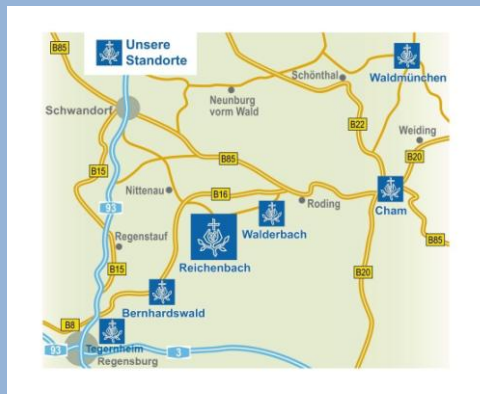 B85
Unsere
Standorte
Waldmünchen
Schönthal
Neunburg
vorm Wald
Schwandorf
B22
Weiding
B20
B15
B85
Nittenau
B16
Roding
Cham
93
Walderbach
Regenstauf
Reichenbach
B85
B15
B20
Bernhardswald
B8
Tegernheim
93
3
Regensburg